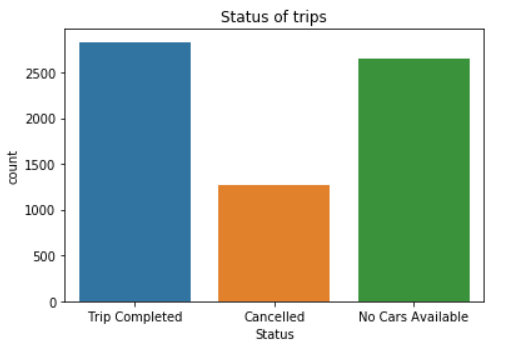 Status of trips
2500
2000
1500
1000
500
0
count
Trip Completed Cancelled No Cars Available
Status